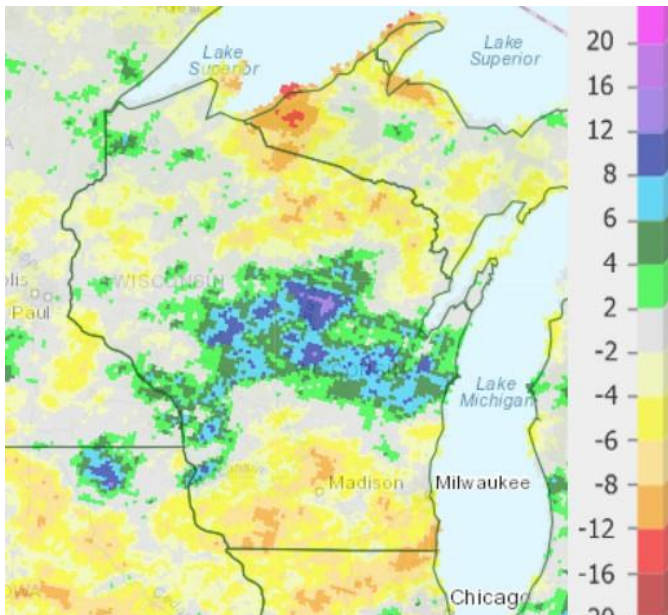 Lake
Superior
Lake
Superior
WISCONSIN
Paul
Lake
Michigan
Madison
Milwaukee
Chicago
20
16
12
8
6
4
2
-2
-4
-6
-8
-12
-16